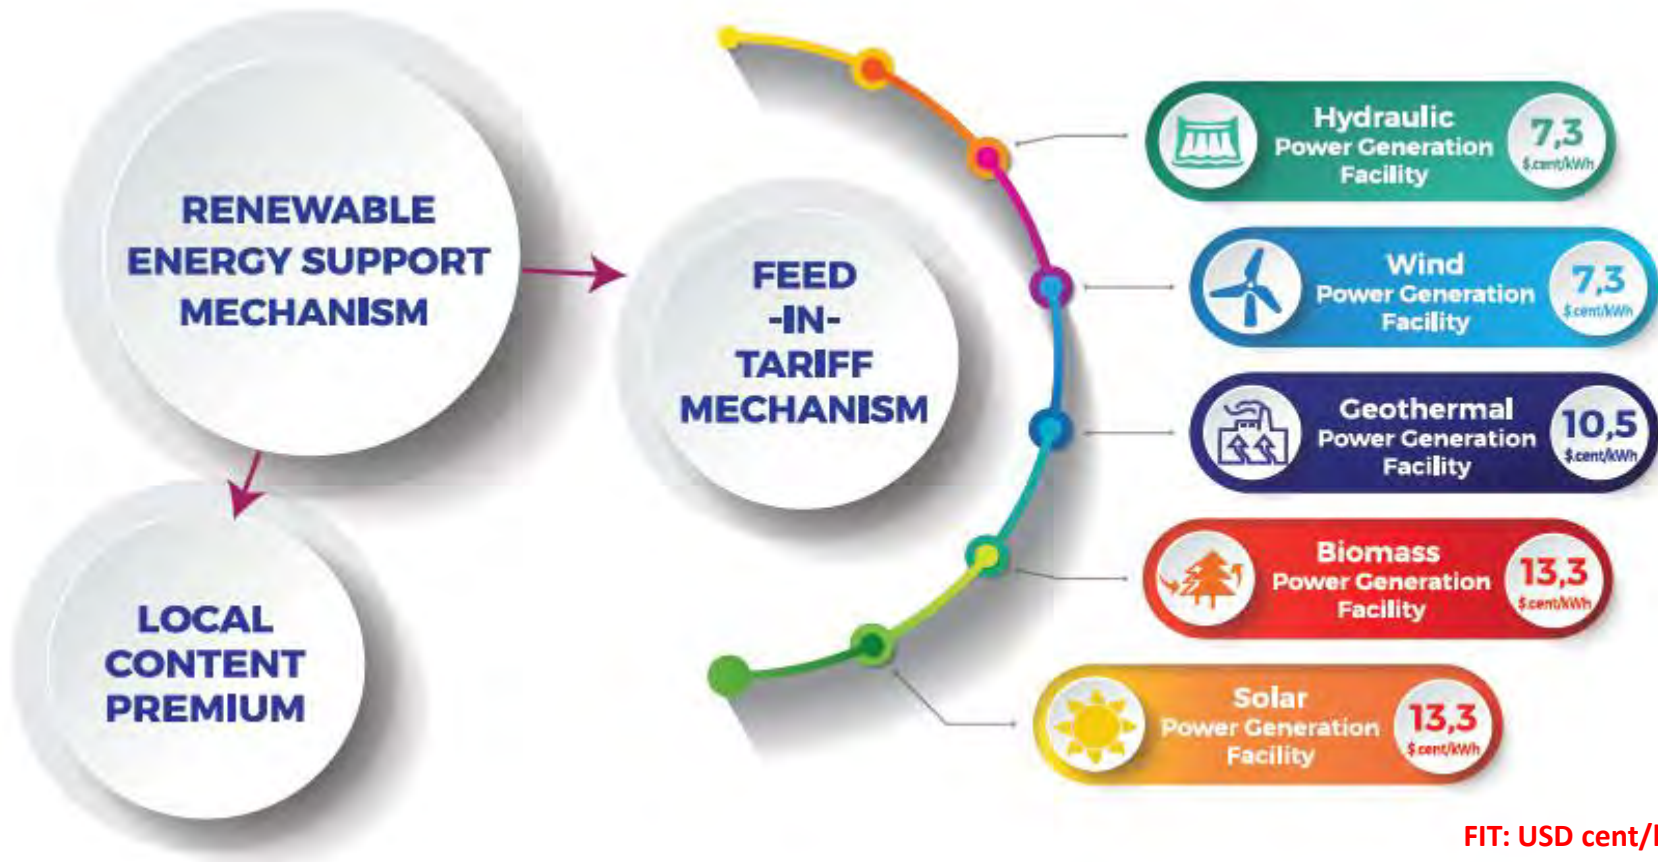 RENEWABLE
ENERGY SUPPORT
MECHANISM
LOCAL
CONTENT
PREMIUM
FEED
-IN-
TARIFF
MECHANISM
Hydraulic
Power Generation
Facility
7,3
$.cent/kWh
Wind
Power Generation
Facility
7,3
$.cent/kWh
Geothermal
Power Generation
Facility
10,5
$.cent/kWh
Biomass
Power Generation
Facility
13,3
$.cent/kWh
Solar
Power Generation
Facility
13,3
$.cent/kWh
FIT: USD cent/